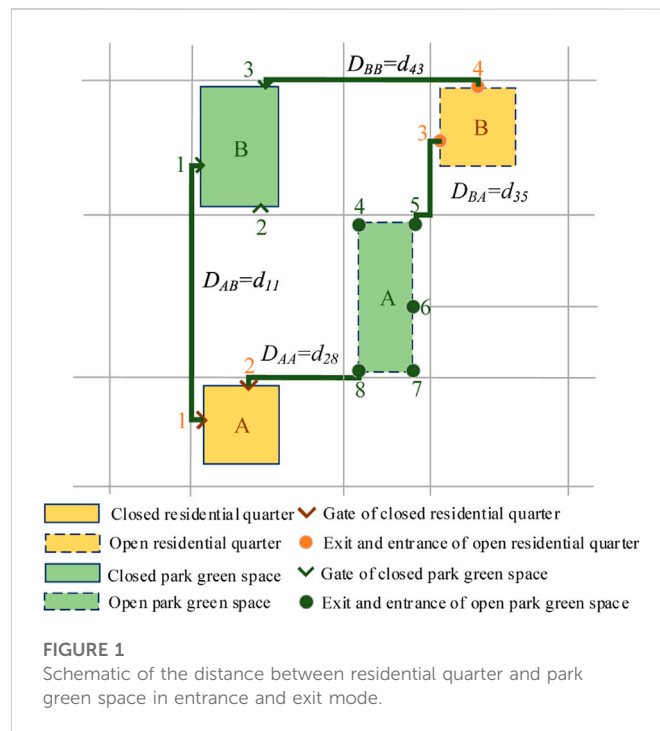 D_BB=d_43
3
4
B
B
3
1
D_BA=d_35
2
4
5
D_AB=d_11
A
6
D_AA=d_28
2
8
7
1
A
Closed residential quarter
Gate of closed residential quarter
Open residential quarter
Exit and entrance of open residential quarter
Closed park green space
Gate of closed park green space
Open park green space
Exit and entrance of open park green space
FIGURE 1
Schematic of the distance between residential quarter and park
green space in entrance and exit mode.